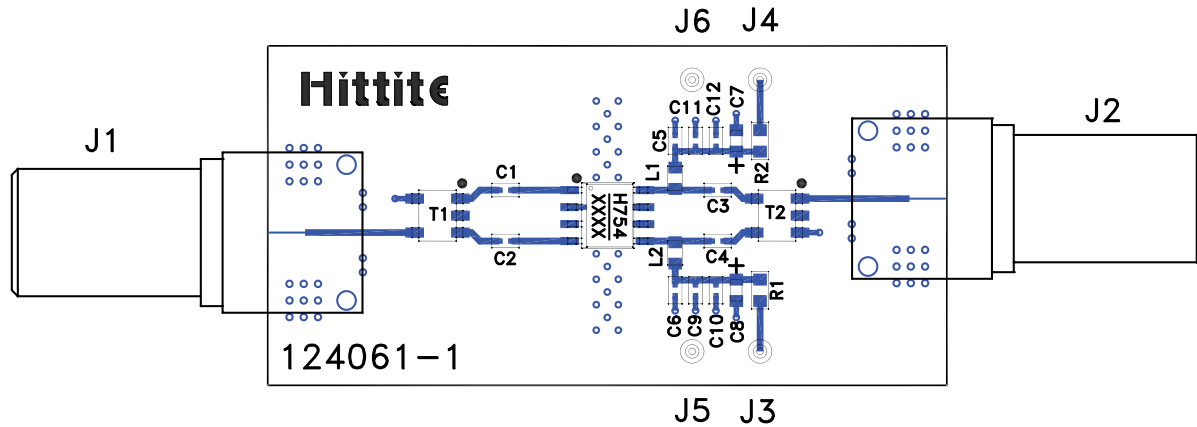 J6 J4
Hittite
J1
J2
C11
C12
C7
C5
R2
L1
C1
C3
T1
H754
XXXX
T2
C2
C4
L2
R1
C6
C9
C10
C8
124061-1
J5 J3